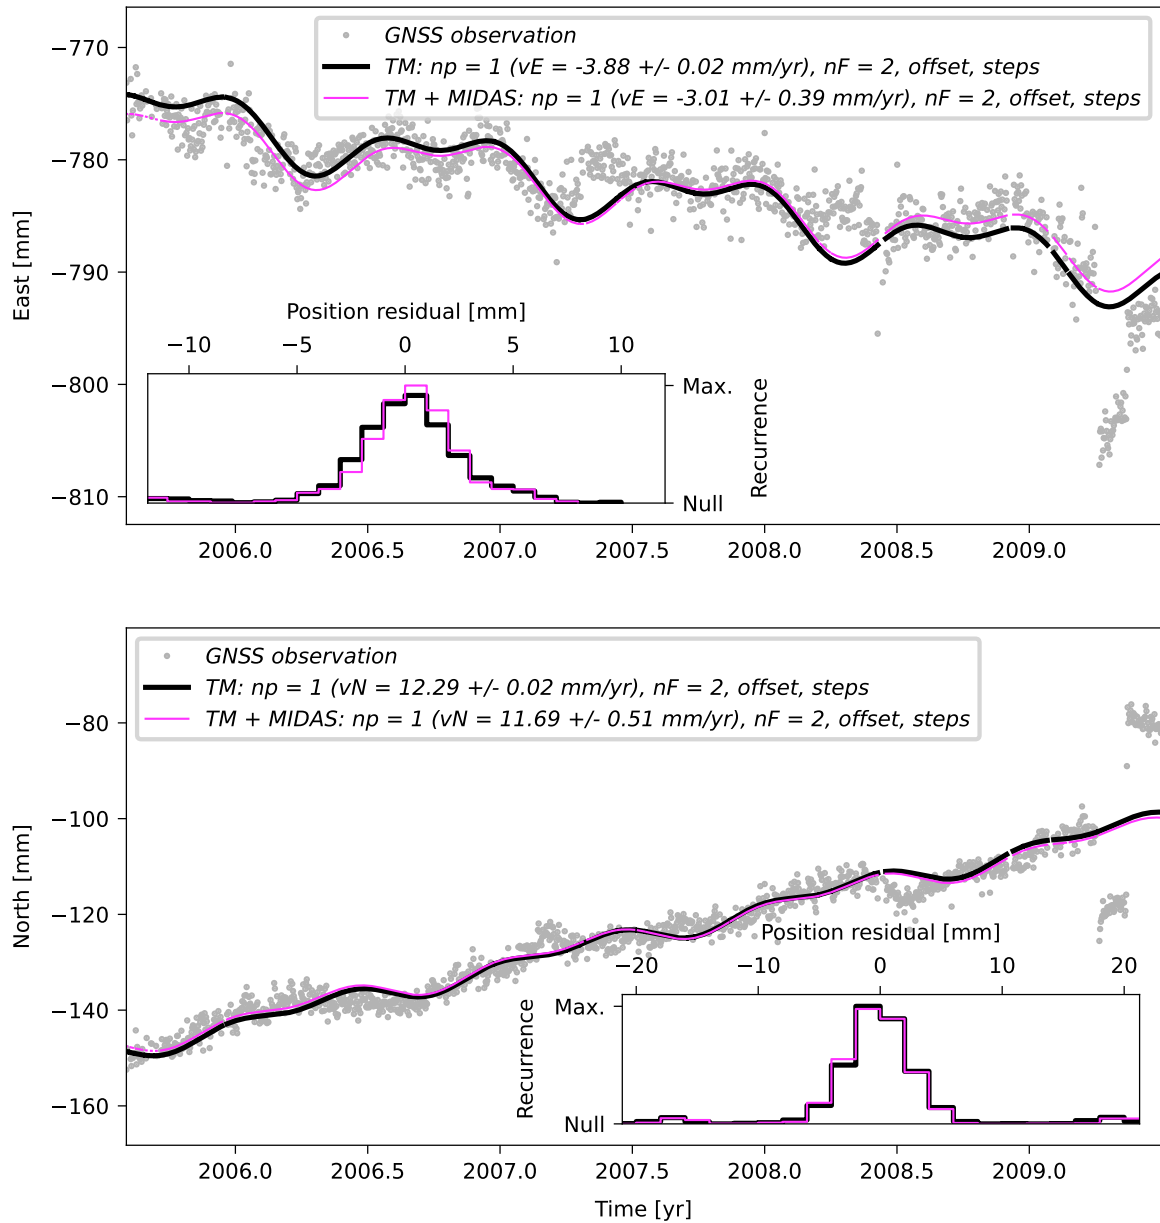 GNSS observation
TM: np = 1 (vE = -3.88 +/- 0.02 mm/yr), nF = 2, offset, steps
TM + MIDAS: np = 1 (vE = -3.01 +/- 0.39 mm/yr), nF = 2, offset, steps
East [mm]
−770
−780
−790
−800
−810
Position residual [mm]
−10 −5 0 5 10
Max.
Null
Recurrence
2006.0 2006.5 2007.0 2007.5 2008.0 2008.5 2009.0
GNSS observation
TM: np = 1 (vN = 12.29 +/- 0.02 mm/yr), nF = 2, offset, steps
TM + MIDAS: np = 1 (vN = 11.69 +/- 0.51 mm/yr), nF = 2, offset, steps
North [mm]
−80
−100
−120
−140
−160
Position residual [mm]
−20 −10 0 10 20
Max.
Null
Recurrence
2006.0 2006.5 2007.0 2007.5 2008.0 2008.5 2009.0
Time [yr]